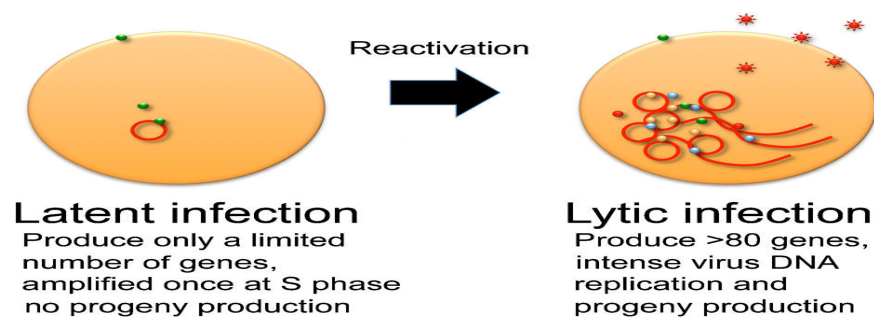 Reactivation
Latent infection
Produce only a limited
number of genes,
amplified once at S phase
no progeny production
Lytic infection
Produce >80 genes,
intense virus DNA
replication and
progeny production